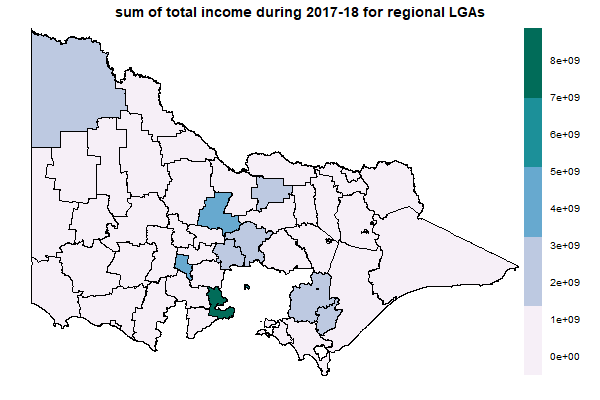 sum of total income during 2017-18 for regional LGAs
8e+09
7e+09
6e+09
5e+09
4e+09
3e+09
2e+09
1e+09
0e+00